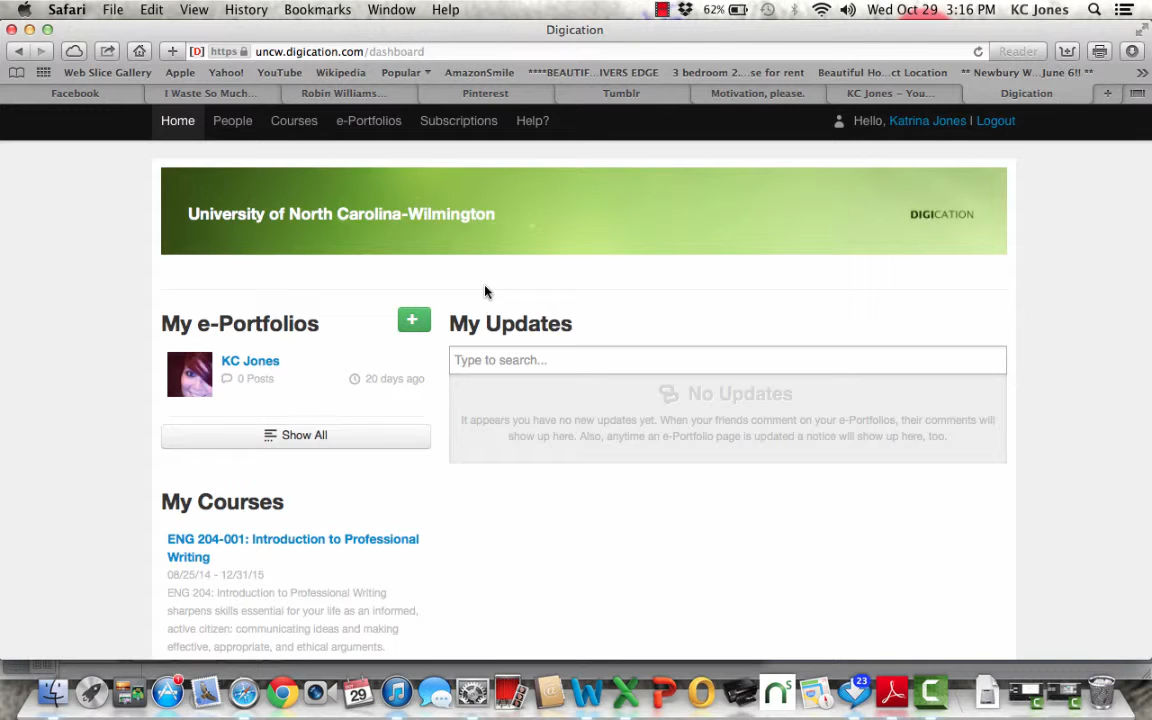 Safari File Edit View History Bookmarks Window Help 62% Wed Oct 29 3:16 PM KC Jones
Digication
[D] https uncw.digication.com/dashboard Reader
Web Slice Gallery Apple Yahoo! YouTube Wikipedia Popular AmazonSmile ****BEAUTIF...IVERS EDGE 3 bedroom 2....se for rent Beautiful Ho...ct Location ** Newbury W...June 6!! **
Facebook I Waste So Much... Robin Williams... Pinterest Tumblr Motivation, please. KC Jones – You... Digication
Home People Courses e-Portfolios Subscriptions Help? Hello, Katrina Jones | Logout
University of North Carolina-Wilmington DIGICATION
My e-Portfolios + My Updates
KC Jones
0 Posts 20 days ago
Show All
Type to search...
No Updates
It appears you have no new updates yet. When your friends comment on your e-Portfolios, their comments will
show up here. Also, anytime an e-Portfolio page is updated a notice will show up here, too.
My Courses
ENG 204-001: Introduction to Professional
Writing
08/25/14 - 12/31/15
ENG 204: Introduction to Professional Writing
sharpens skills essential for your life as an informed,
active citizen: communicating ideas and making
effective, appropriate, and ethical arguments.
29 1 23